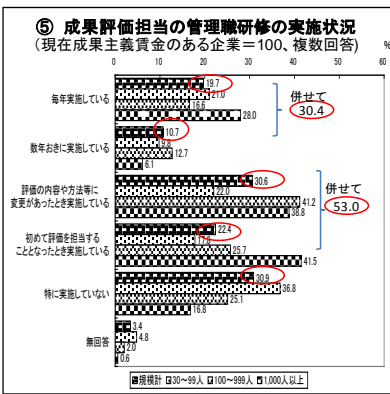 ⑤ 成果評価担当の管理職研修の実施状況
(現在成果主義賃金のある企業=100、複数回答)
%
0 10 20 30 40 50 60
毎年実施している
19.7
21.0
16.6
28.0
併せて
30.4
数年おきに実施している
10.7
9.8
12.7
6.1
評価の内容や方法等に
変更があったとき実施している
30.6
22.0
41.2
38.8
併せて
53.0
初めて評価を担当する
こととなったとき実施している
22.4
17.8
25.7
41.5
特に実施していない
30.9
36.8
25.1
16.8
無回答
3.4
4.8
2.0
0.6
規模計 30~99人 100~999人 1,000人以上